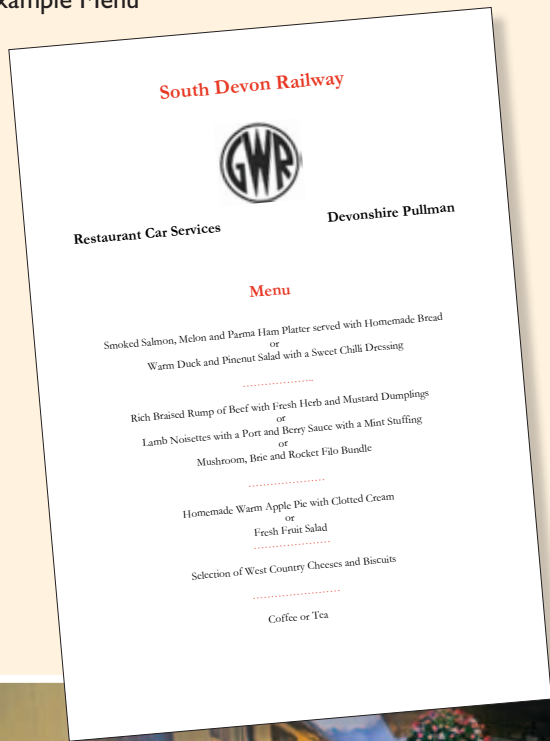 Example Menu
South Devon Railway
GWR
Restaurant Car Services
Devonshire Pullman
Menu
Smoked Salmon, Melon and Parma Ham Platter served with Homemade Bread
or
Warm Duck and Pinenut Salad with a Sweet Chilli Dressing
...................
Rich Braised Rump of Beef with Fresh Herb and Mustard Dumplings
or
Lamb Noisettes with a Port and Berry Sauce with a Mint Stuffing
or
Mushroom, Brie and Rocket Filo Bundle
.....................
Homemade Warm Apple Pie with Clotted Cream
or
Fresh Fruit Salad
.....................
Selection of West Country Cheeses and Biscuits
........................
Coffee or Tea